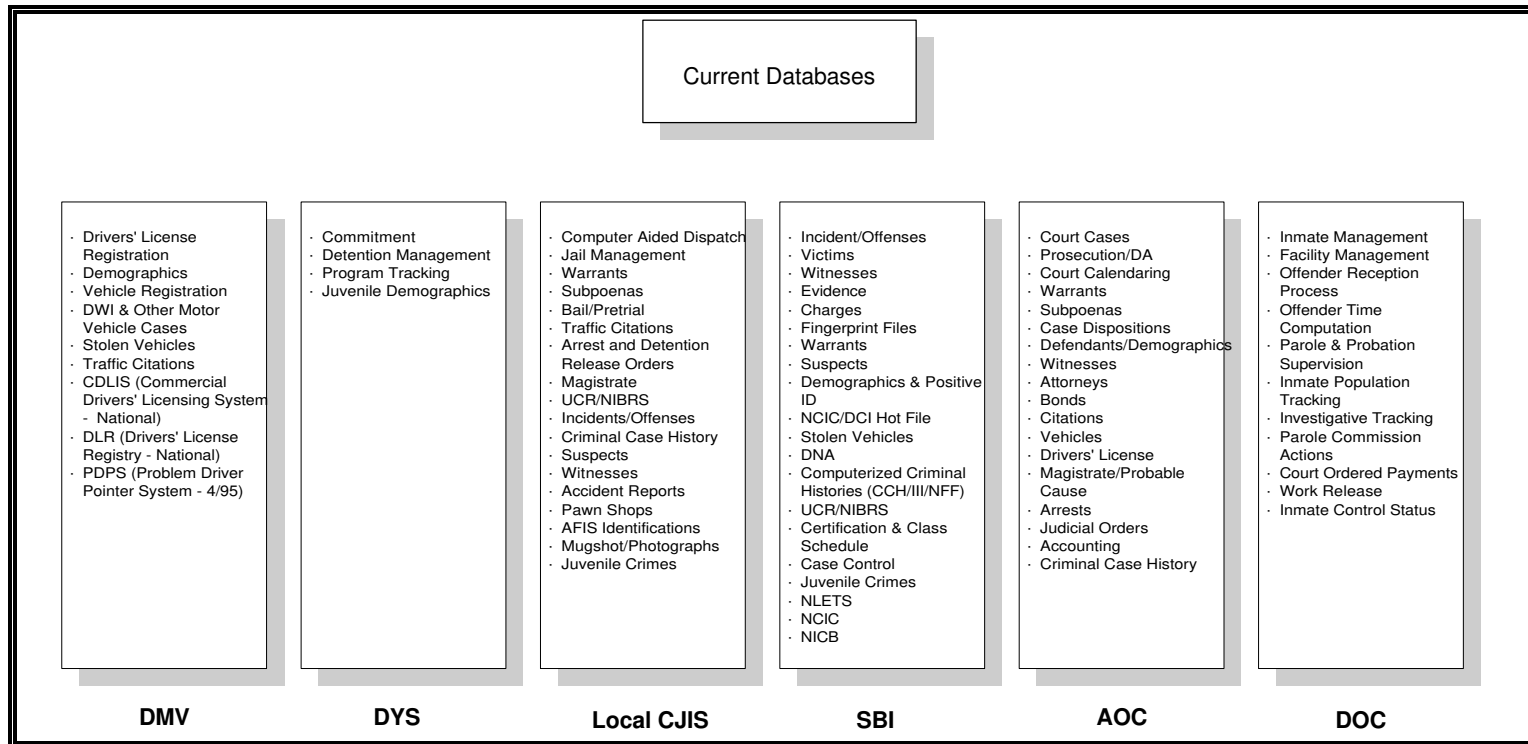 Current Databases
· Drivers' License
Registration
· Demographics
· Vehicle Registration
· DWI & Other Motor
Vehicle Cases
· Stolen Vehicles
· Traffic Citations
· CDLIS (Commercial
Drivers' Licensing System
- National)
· DLR (Drivers' License
Registry - National)
· PDPS (Problem Driver
Pointer System - 4/95)
DMV
· Commitment
· Detention Management
· Program Tracking
· Juvenile Demographics
DYS
· Computer Aided Dispatch
· Jail Management
· Warrants
· Subpoenas
· Bail/Pretrial
· Traffic Citations
· Arrest and Detention
Release Orders
· Magistrate
· UCR/NIBRS
· Incidents/Offenses
· Criminal Case History
· Suspects
· Witnesses
· Accident Reports
· Pawn Shops
· AFIS Identifications
· Mugshot/Photographs
· Juvenile Crimes
Local CJIS
· Incident/Offenses
· Victims
· Witnesses
· Evidence
· Charges
· Fingerprint Files
· Warrants
· Suspects
· Demographics & Positive
ID
· NCIC/DCI Hot File
· Stolen Vehicles
· DNA
· Computerized Criminal
Histories (CCH/III/NFF)
· UCR/NIBRS
· Certification & Class
Schedule
· Case Control
· Juvenile Crimes
· NLETS
· NCIC
· NICB
SBI
· Court Cases
· Prosecution/DA
· Court Calendaring
· Warrants
· Subpoenas
· Case Dispositions
· Defendants/Demographics
· Witnesses
· Attorneys
· Bonds
· Citations
· Vehicles
· Drivers' License
· Magistrate/Probable
Cause
· Arrests
· Judicial Orders
· Accounting
· Criminal Case History
AOC
· Inmate Management
· Facility Management
· Offender Reception
Process
· Offender Time
Computation
· Parole & Probation
Supervision
· Inmate Population
Tracking
· Investigative Tracking
· Parole Commission
Actions
· Court Ordered Payments
· Work Release
· Inmate Control Status
DOC